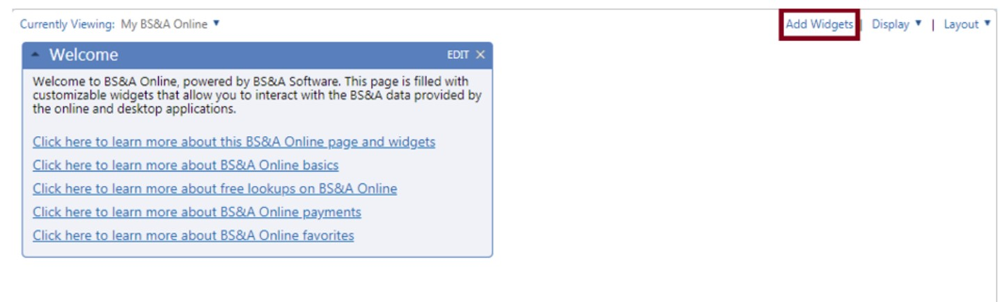 Currently Viewing: My BS&A Online ▼
Add Widgets | Display ▼ | Layout ▼
Welcome
EDIT ×
Welcome to BS&A Online, powered by BS&A Software. This page is filled with
customizable widgets that allow you to interact with the BS&A data provided by
the online and desktop applications.
Click here to learn more about this BS&A Online page and widgets
Click here to learn more about BS&A Online basics
Click here to learn more about free lookups on BS&A Online
Click here to learn more about BS&A Online payments
Click here to learn more about BS&A Online favorites